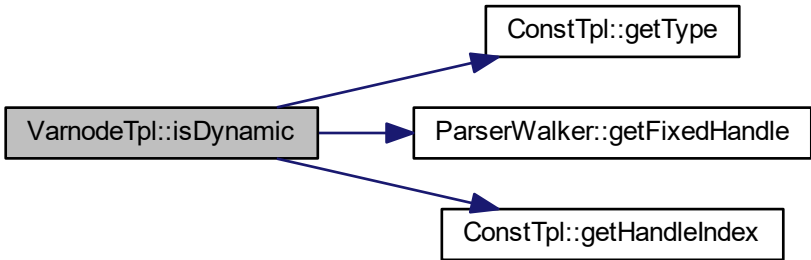 ConstTpl::getType
VarnodeTpl::isDynamic
ParserWalker::getFixedHandle
ConstTpl::getHandleIndex